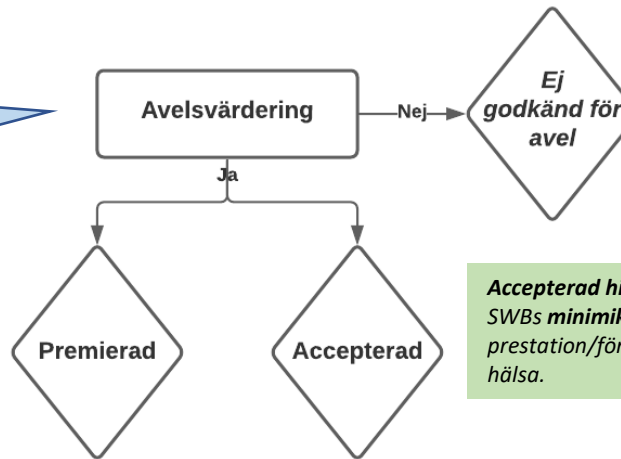 Avelsvärdering
Nej
Ej
godkänd för
avel
Ja
Premierad
Accepterad
Accepterad
SWBs
prestation/
hälsa.